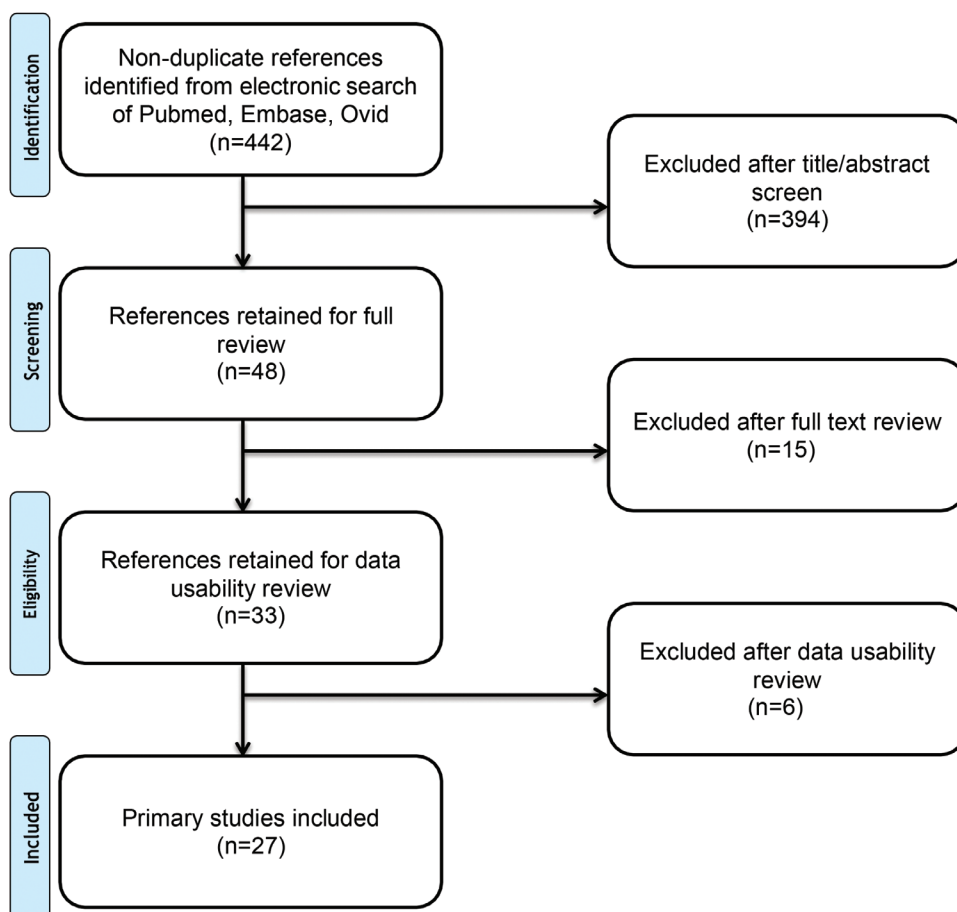 Identification
Non-duplicate references
identified from electronic search
of Pubmed, Embase, Ovid
(n=442)
Excluded after title/abstract
screen
(n=394)
Screening
References retained for full
review
(n=48)
Excluded after full text review
(n=15)
Eligibility
References retained for data
usability review
(n=33)
Excluded after data usability
review
(n=6)
Included
Primary studies included
(n=27)